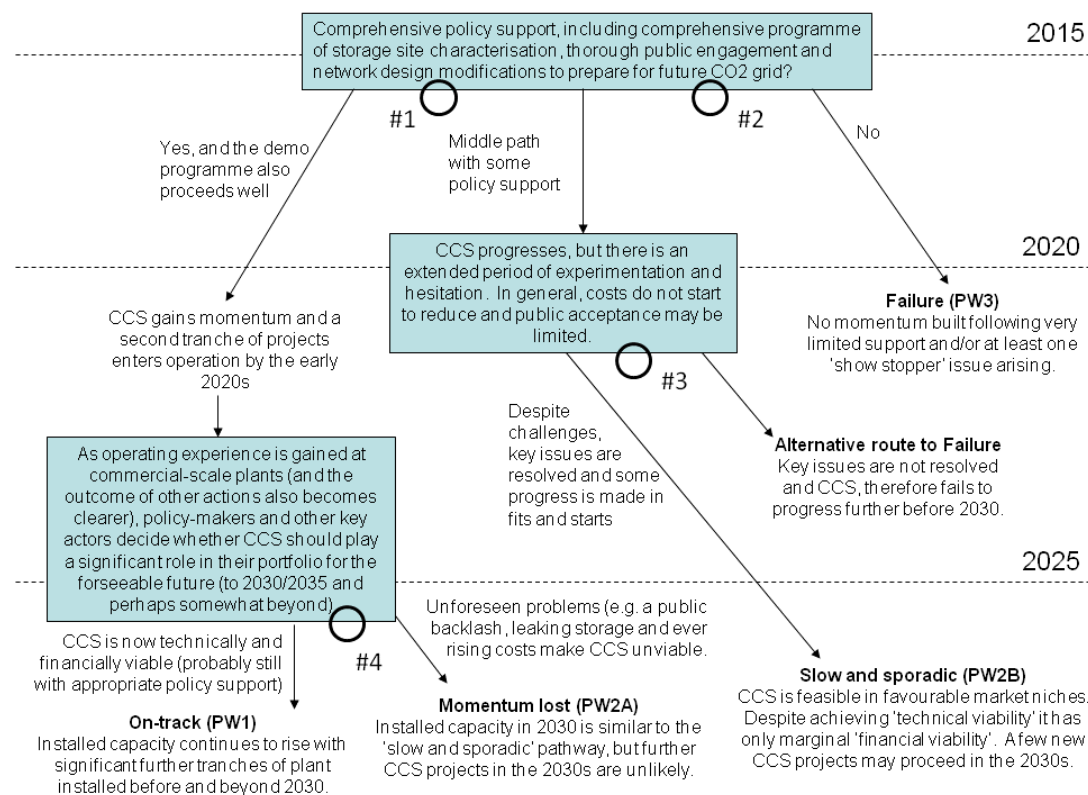 Comprehensive policy support, including comprehensive programme
of storage site characterisation, thorough public engagement and
network design modifications to prepare for future CO2 grid?
2015
#1
#2
Yes, and the demo
programme also
proceeds well
Middle path
with some
policy support
No
2020
CCS progresses, but there is an
extended period of experimentation and
hesitation. In general, costs do not start
to reduce and public acceptance may be
limited.
#3
Failure (PW3)
No momentum built following very
limited support and/or at least one
'show stopper' issue arising.
CCS gains momentum and a
second tranche of projects
enters operation by the early
2020s
Despite
challenges,
key issues are
resolved and some
progress is made in
fits and starts
Alternative route to Failure
Key issues are not resolved
and CCS, therefore fails to
progress further before 2030.
As operating experience is gained at
commercial-scale plants (and the
outcome of other actions also becomes
clearer), policy-makers and other key
actors decide whether CCS should play
a significant role in their portfolio for the
forseeable future (to 2030/2035 and
perhaps somewhat beyond)
2025
#4
CCS is now technically and
financially viable (probably still
with appropriate policy support)
Unforeseen problems (e.g. a public
backlash, leaking storage and ever
rising costs make CCS unviable.
On-track (PW1)
Installed capacity continues to rise with
significant further tranches of plant
installed before and beyond 2030.
Momentum lost (PW2A)
Installed capacity in 2030 is similar to the
'slow and sporadic' pathway, but further
CCS projects in the 2030s are unlikely.
Slow and sporadic (PW2B)
CCS is feasible in favourable market niches.
Despite achieving 'technical viability' it has
only marginal 'financial viability'. A few new
CCS projects may proceed in the 2030s.